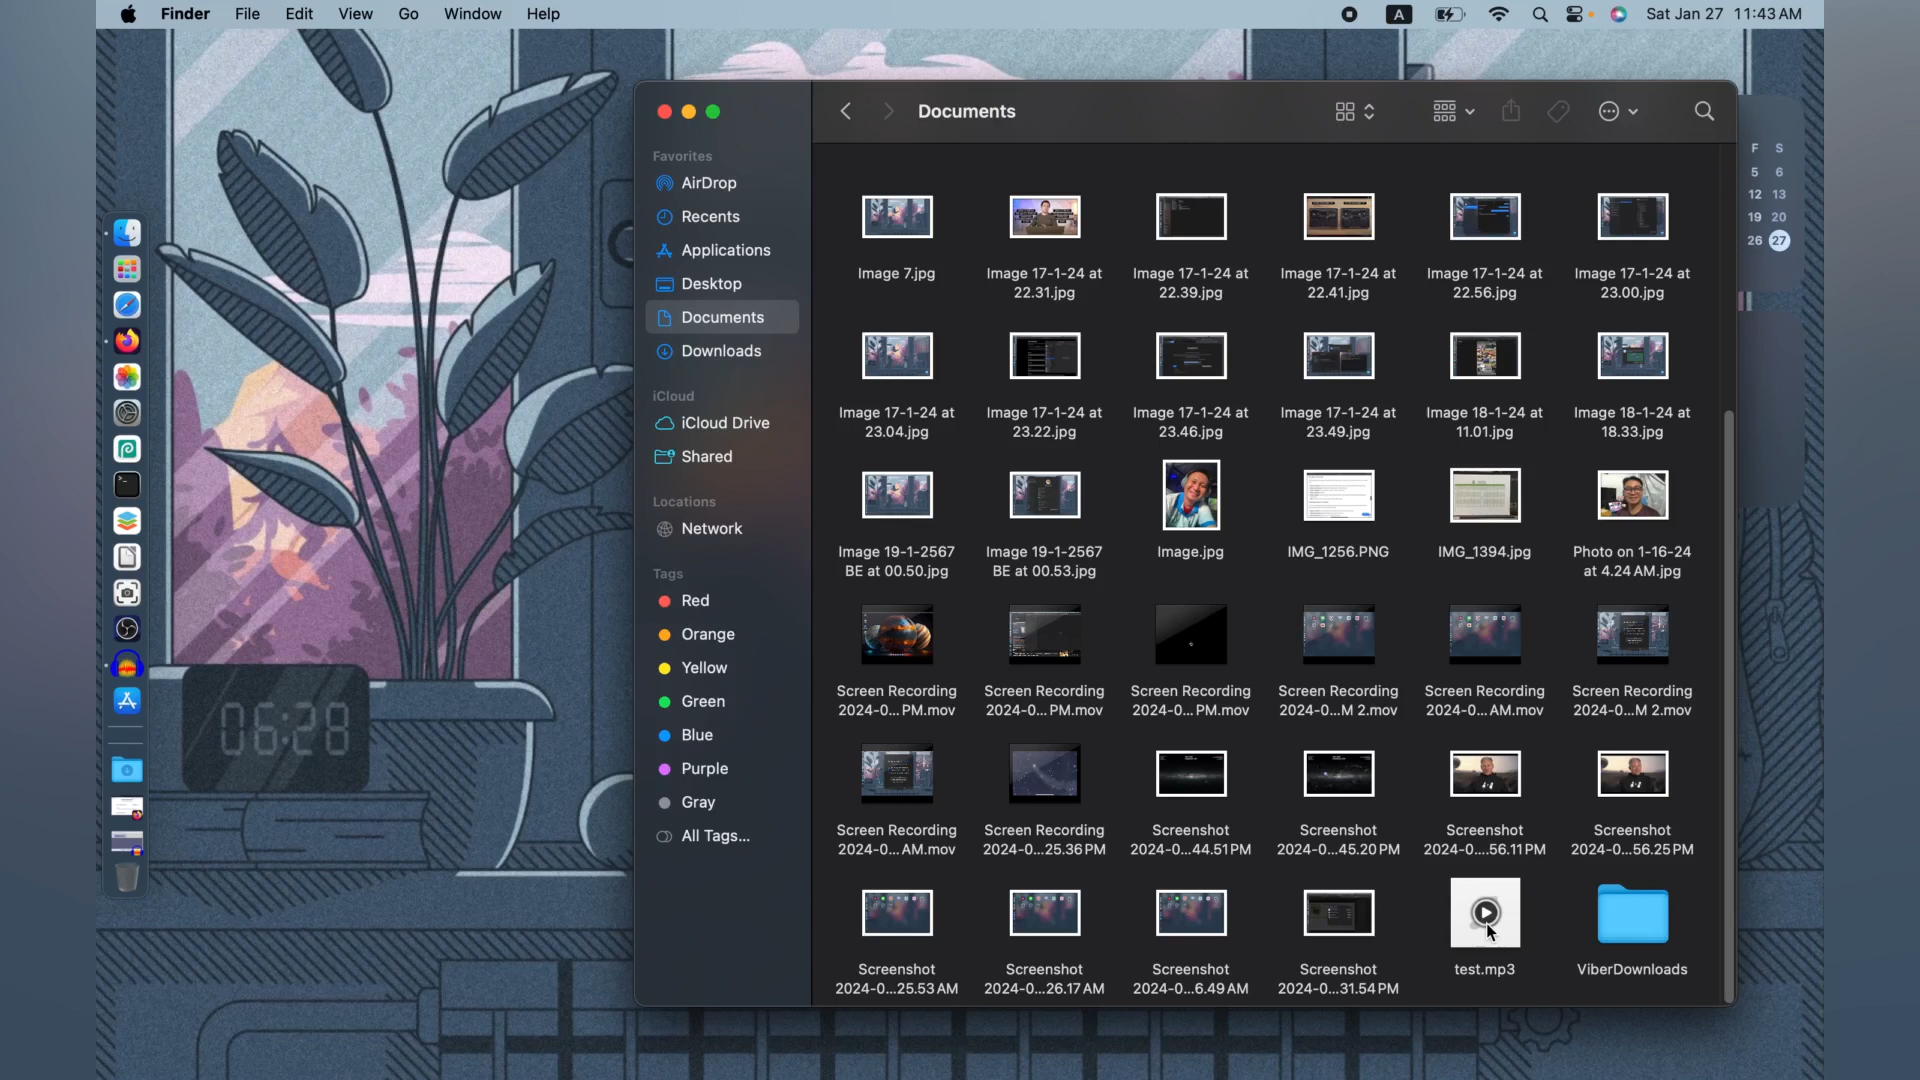 Finder File Edit View Go Window Help
A
Sat Jan 27 11:43 AM
Documents
F S
5 6
12 13
19 20
26 27
Favorites
AirDrop
Recents
Applications
Desktop
Documents
Downloads
iCloud
iCloud Drive
Shared
Locations
Network
Tags
Red
Orange
Yellow
Green
Blue
Purple
Gray
All Tags...
Image 7.jpg
Image 17-1-24 at
22.31.jpg
Image 17-1-24 at
22.39.jpg
Image 17-1-24 at
22.41.jpg
Image 17-1-24 at
22.56.jpg
Image 17-1-24 at
23.00.jpg
Image 17-1-24 at
23.04.jpg
Image 17-1-24 at
23.22.jpg
Image 17-1-24 at
23.46.jpg
Image 17-1-24 at
23.49.jpg
Image 18-1-24 at
11.01.jpg
Image 18-1-24 at
18.33.jpg
Image 19-1-2567
BE at 00.50.jpg
Image 19-1-2567
BE at 00.53.jpg
Image.jpg
IMG_1256.PNG
IMG_1394.jpg
Photo on 1-16-24
at 4.24 AM.jpg
Screen Recording
2024-0...PM.mov
Screen Recording
2024-0...PM.mov
Screen Recording
2024-0...PM.mov
Screen Recording
2024-0...M 2.mov
Screen Recording
2024-0...AM.mov
Screen Recording
2024-0...M 2.mov
Screen Recording
2024-0...AM.mov
Screen Recording
2024-0...25.36 PM
Screenshot
2024-0...44.51 PM
Screenshot
2024-0...45.20 PM
Screenshot
2024-0....56.11 PM
Screenshot
2024-0...56.25 PM
Screenshot
2024-0...25.53 AM
Screenshot
2024-0...26.17 AM
Screenshot
2024-0...6.49 AM
Screenshot
2024-0...31.54 PM
test.mp3
ViberDownloads
06:28